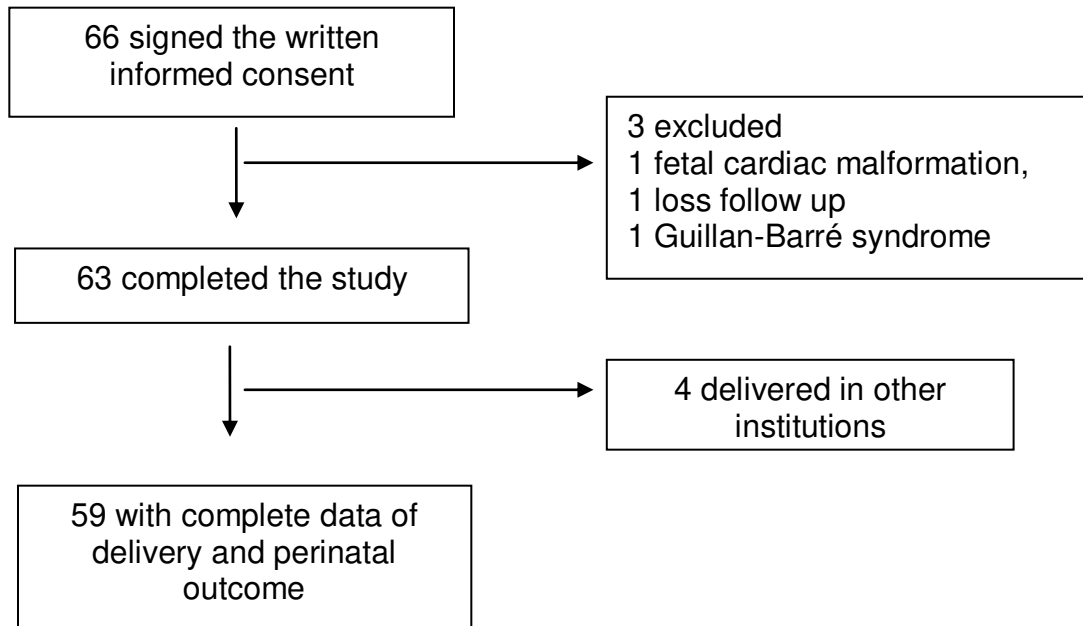 66 signed the written
informed consent
3 excluded
1 fetal cardiac malformation,
1 loss follow up
1 Guillan-Barré syndrome
63 completed the study
4 delivered in other
institutions
59 with complete data of
delivery and perinatal
outcome